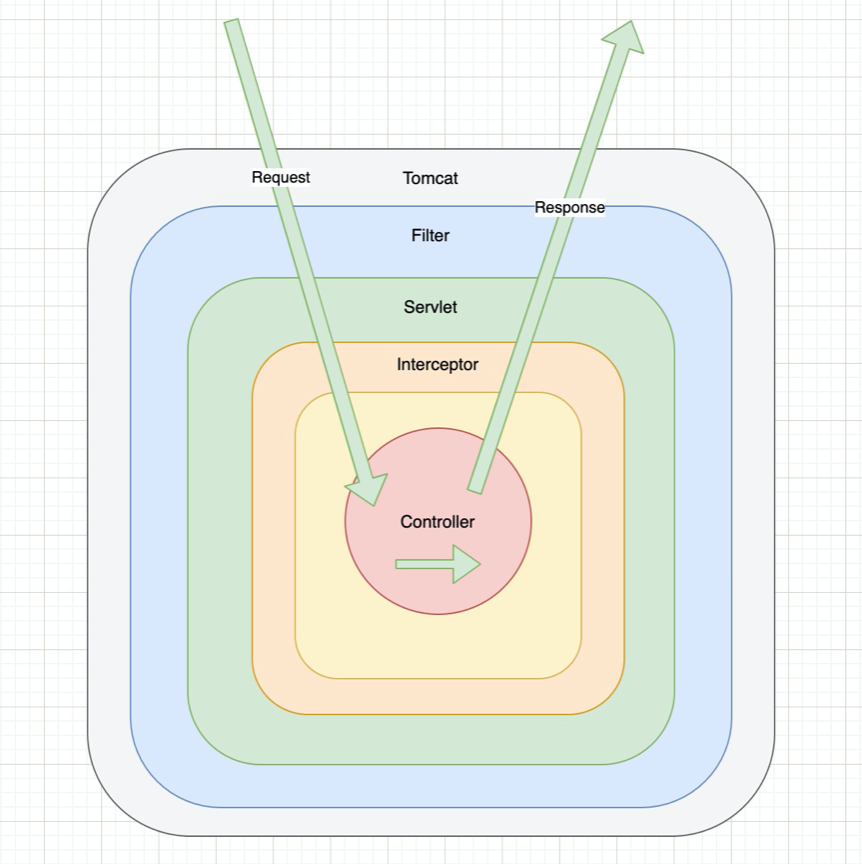 Request
Tomcat
Response
Filter
Servlet
Interceptor
Controller